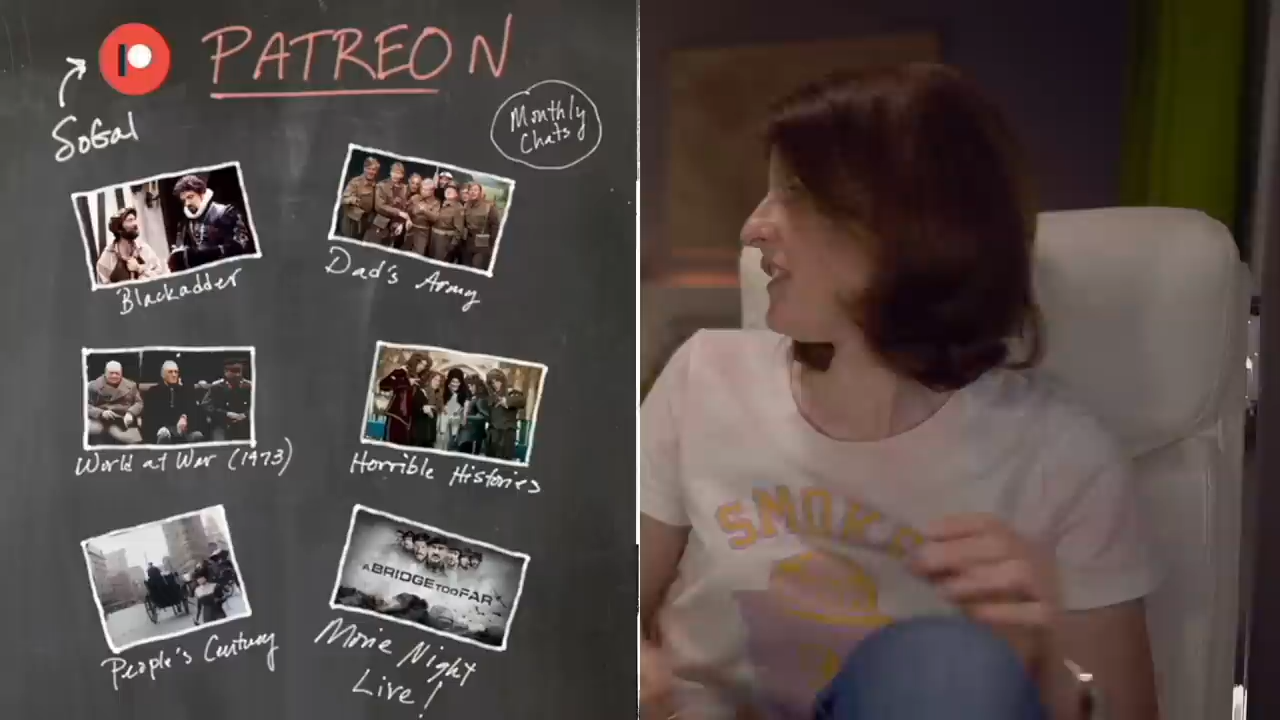 PATREON
SoGal
Monthly
Chats
Blackadder
Dad's Army
World at War (1973)
Horrible Histories
People's Century
A BRIDGE TOO FAR
Movie Night
Live!
SMOKE